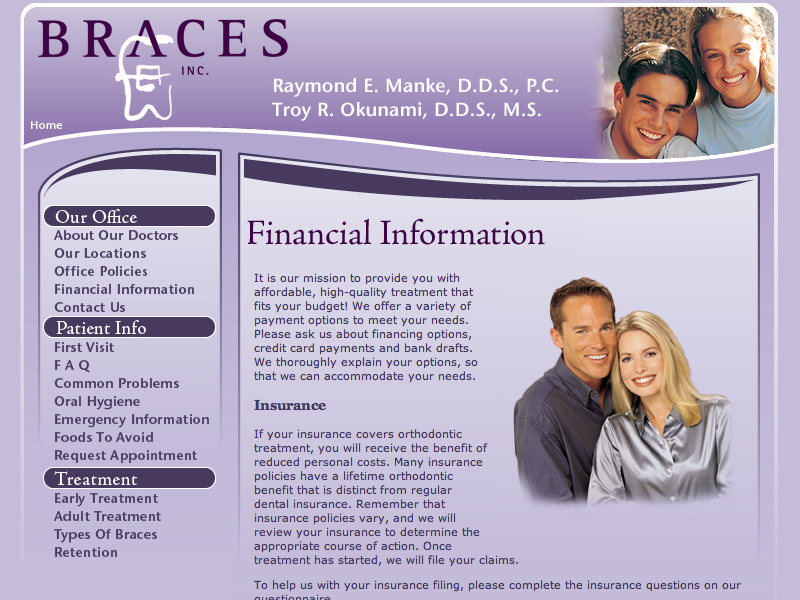 BRACES
INC.
Raymond E. Manke, D.D.S., P.C.
Troy R. Okunami, D.D.S., M.S.
Home
Our Office
About Our Doctors
Our Locations
Office Policies
Financial Information
Contact Us
Patient Info
First Visit
F A Q
Common Problems
Oral Hygiene
Emergency Information
Foods To Avoid
Request Appointment
Treatment
Early Treatment
Adult Treatment
Types Of Braces
Retention
Financial Information
It is our mission to provide you with
affordable, high-quality treatment that
fits your budget! We offer a variety of
payment options to meet your needs.
Please ask us about financing options,
credit card payments and bank drafts.
We thoroughly explain your options, so
that we can accommodate your needs.
Insurance
If your insurance covers orthodontic
treatment, you will receive the benefit of
reduced personal costs. Many insurance
policies have a lifetime orthodontic
benefit that is distinct from regular
dental insurance. Remember that
insurance policies vary, and we will
review your insurance to determine the
appropriate course of action. Once
treatment has started, we will file your claims.
To help us with your insurance filing, please complete the insurance questions on our
questionnaire